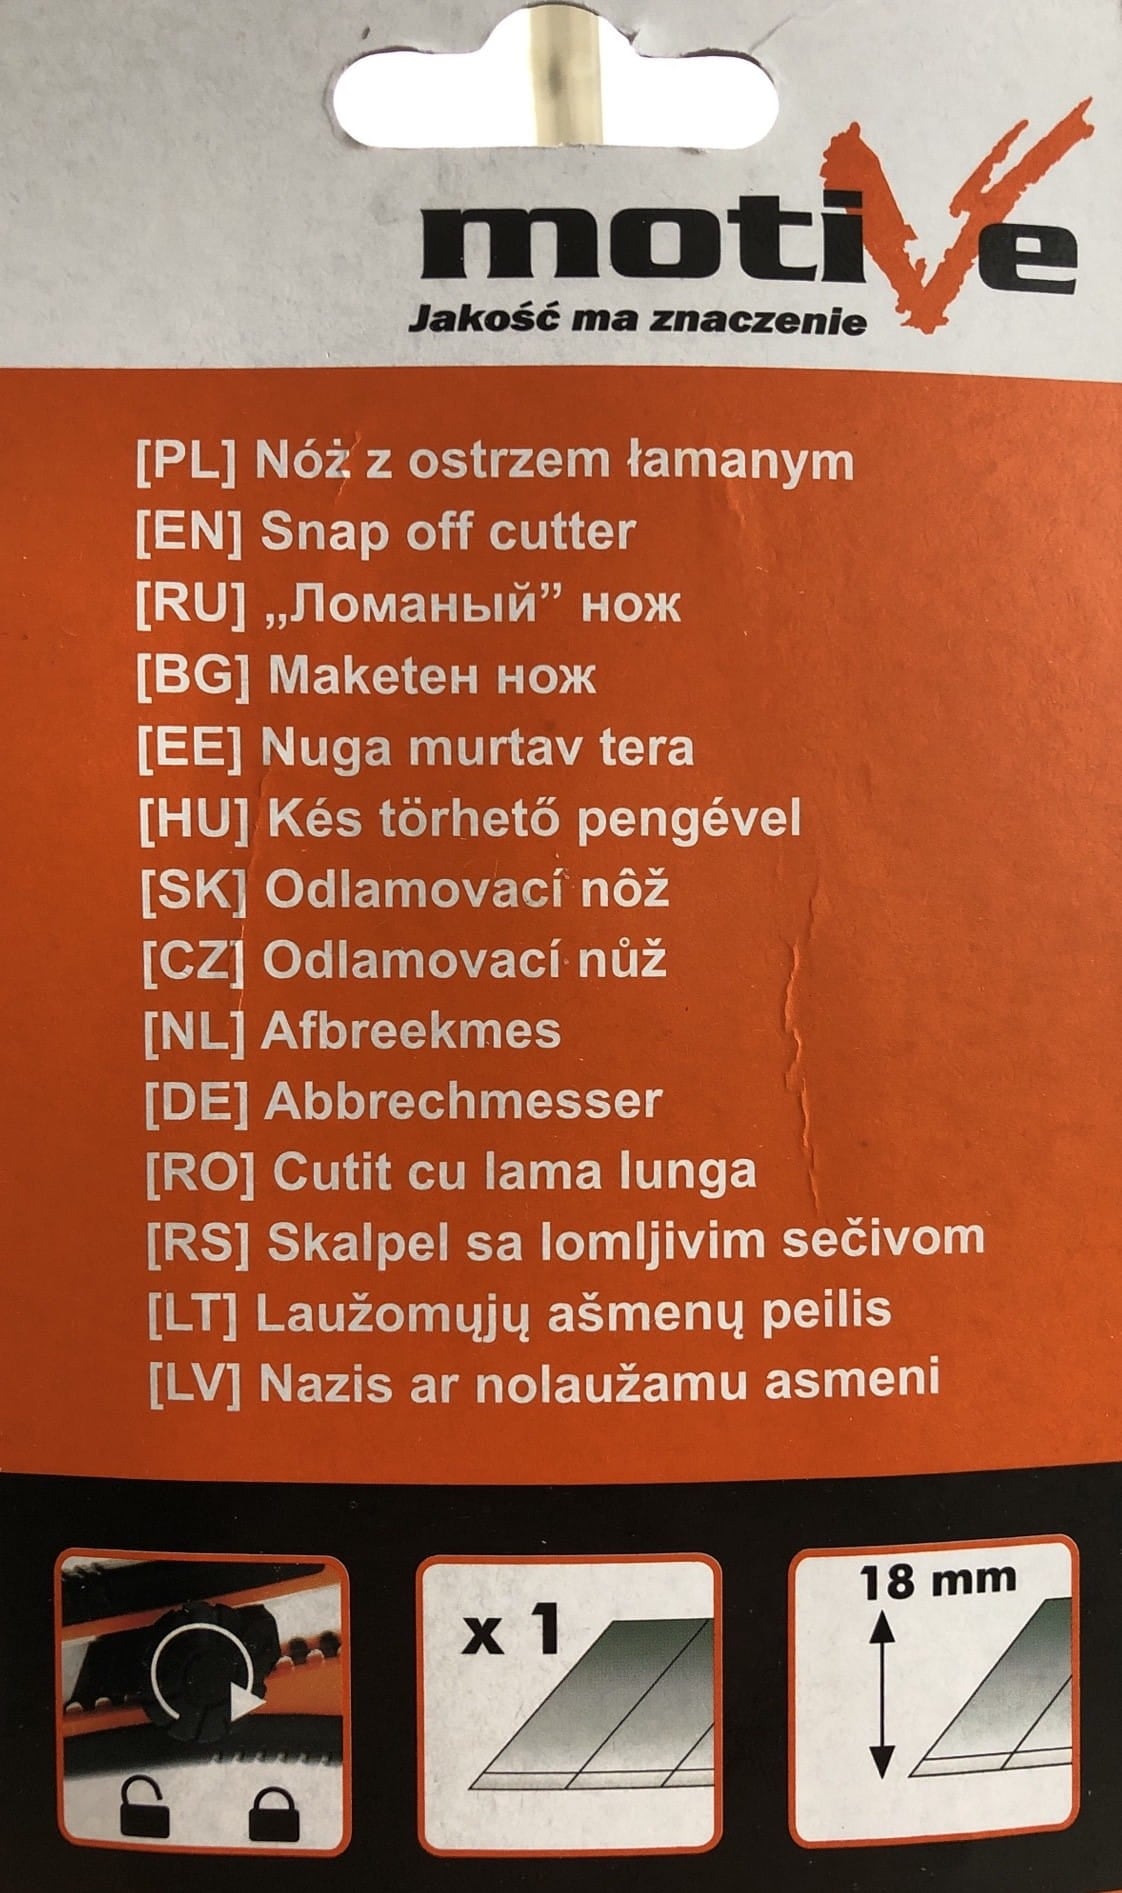 motiVe
Jakość ma znaczenie
[PL] Nóż z ostrzem łamanym
[EN] Snap off cutter
[RU] „Ломаный” нож
[BG] Макетен нож
[EE] Nuga murtav tera
[HU] Kés törhető pengével
[SK] Odlamovací nôž
[CZ] Odlamovací nůž
[NL] Afbreekmes
[DE] Abbrechmesser
[RO] Cutit cu lama lunga
[RS] Skalpel sa lomljivim sečivom
[LT] Laužomųjų ašmenų peilis
[LV] Nazis ar nolaužamu asmeni
x 1
18 mm